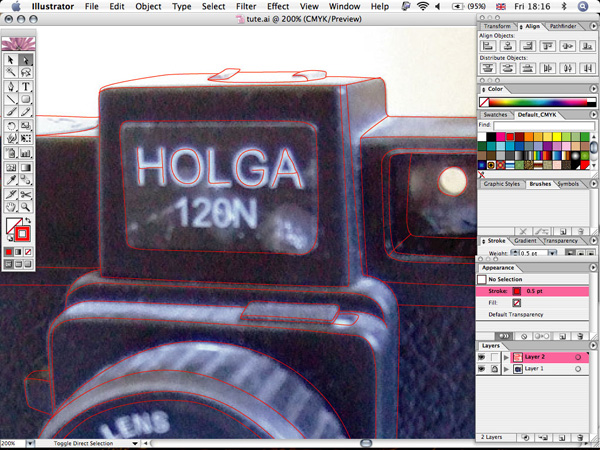 Illustrator File Edit Object Type Select Filter Effect View Window Help (95%) Fri 18:16
tute.ai @ 200% (CMYK/Preview)
Transform Align Pathfinder
Align Objects:
Distribute Objects:
Color
Swatches Default_CMYK
Find:
Graphic Styles Brushes Symbols
Stroke Gradient Transparency
Weight: 0.5 pt
Appearance
No Selection
Stroke: 0.5 pt
Fill:
Default Transparency
Layers
Layer 2
Layer 1
2 Layers
HOLGA
120N
LENS
200% Toggle Direct Selection